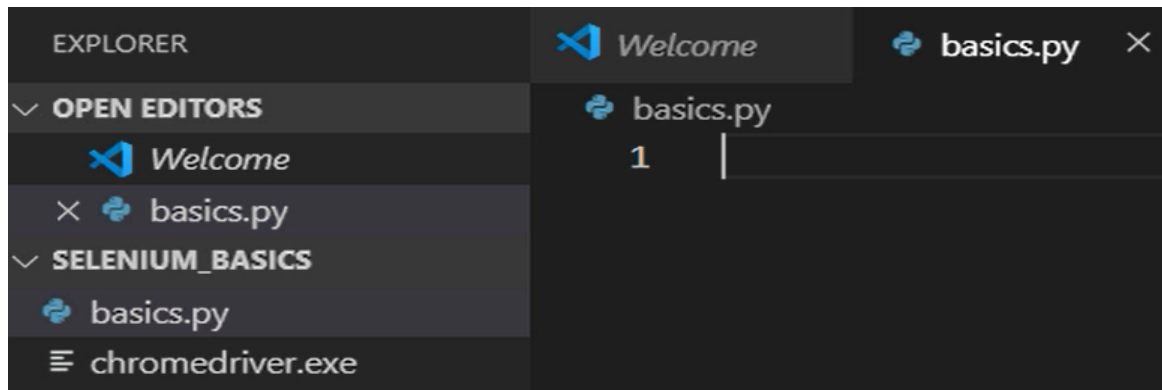 EXPLORER
OPEN EDITORS
Welcome
basics.py
SELENIUM_BASICS
basics.py
chromedriver.exe
Welcome
basics.py
basics.py
1